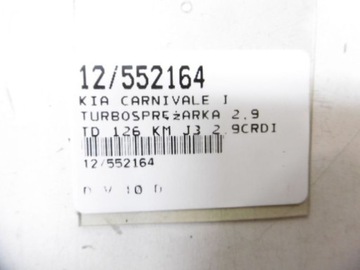 12/552164
KIA CARNIVALE I
TURBOSPRĘŻARKA 2.9
TD 126 KM J3 2.9CRDI
12/552164